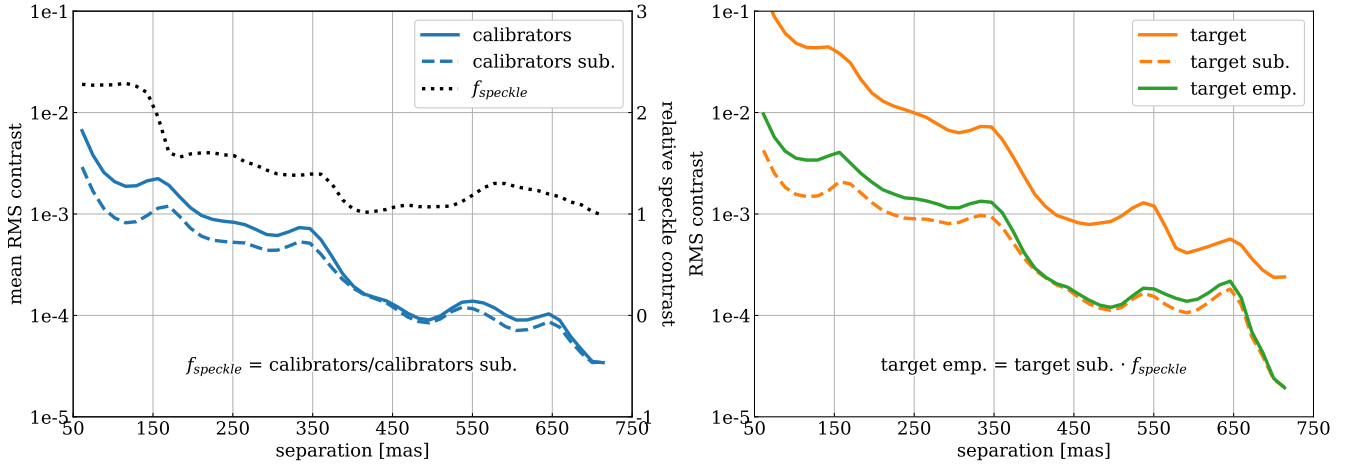 1e-1
1e-2
1e-3
1e-4
1e-5
mean RMS contrast
50
150
250
350
450
550
650
750
separation [mas]
3
2
1
0
-1
relative speckle contrast
calibrators
calibrators sub.
f_speckle
f_speckle = calibrators/calibrators sub.
1e-1
1e-2
1e-3
1e-4
1e-5
RMS contrast
50
150
250
350
450
550
650
750
separation [mas]
target
target sub.
target emp.
target emp. = target sub. · f_speckle